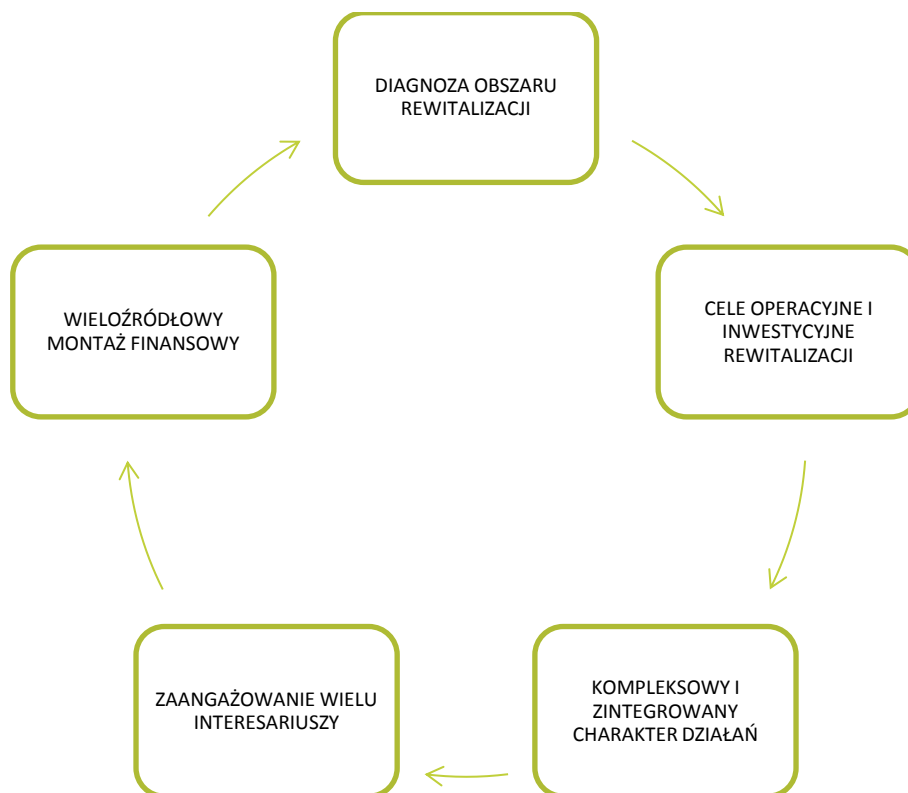 DIAGNOZA OBSZARU
REWITALIZACJI
CELE OPERACYJNE I
INWESTYCYJNE
REWITALIZACJI
KOMPLEKSOWY I
ZINTEGROWANY
CHARAKTER DZIAŁAŃ
ZAANGAŻOWANIE WIELU
INTERESARIUSZY
WIELOŹRÓDŁOWY
MONTAŻ FINANSOWY